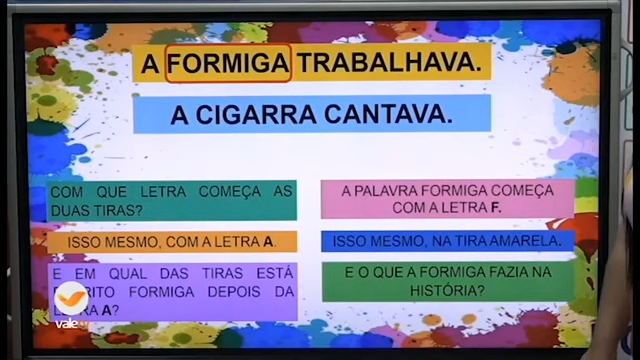 A FORMIGA TRABALHAVA.
A CIGARRA CANTAVA.
COM QUE LETRA COMEÇA AS
DUAS TIRAS?
ISSO MESMO, COM A LETRA A.
E EM QUAL DAS TIRAS ESTÁ
FORMIGA DEPOIS DA
A?
A PALAVRA FORMIGA COMEÇA
COM A LETRA F.
ISSO MESMO, NA TIRA AMARELA.
E O QUE A FORMIGA FAZIA NA
HISTÓRIA?
vale